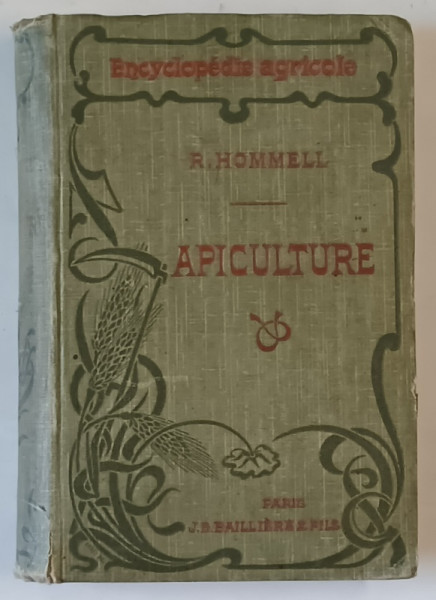 Encyclopédie agricole
R. HOMMELL
APICULTURE
PARIS
J.B. BAILLIÈRE & FILS